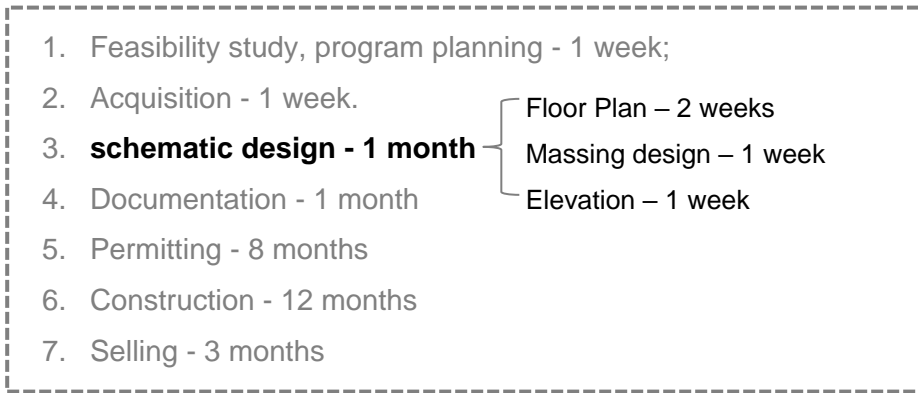 1. Feasibility study, program planning - 1 week;
2. Acquisition - 1 week.
3. schematic design - 1 month
Floor Plan – 2 weeks
Massing design – 1 week
Elevation – 1 week
4. Documentation - 1 month
5. Permitting - 8 months
6. Construction - 12 months
7. Selling - 3 months